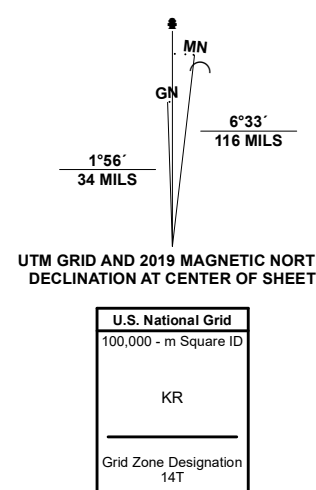 MN
GN
6°33´
116 MILS
1°56´
34 MILS
UTM GRID AND 2019 MAGNETIC NORT
DECLINATION AT CENTER OF SHEET
U.S. National Grid
100,000 - m Square ID
KR
Grid Zone Designation
14T